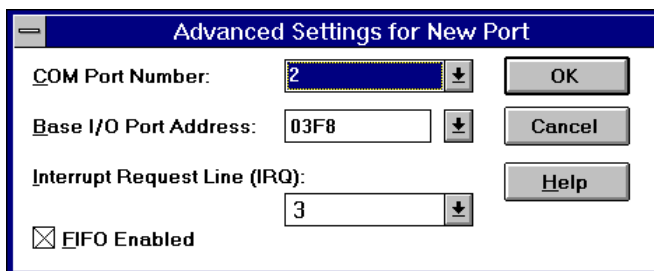 Advanced Settings for New Port
COM Port Number: 2 OK
Base I/O Port Address: 03F8 Cancel
Interrupt Request Line (IRQ): Help
3
FIFO Enabled